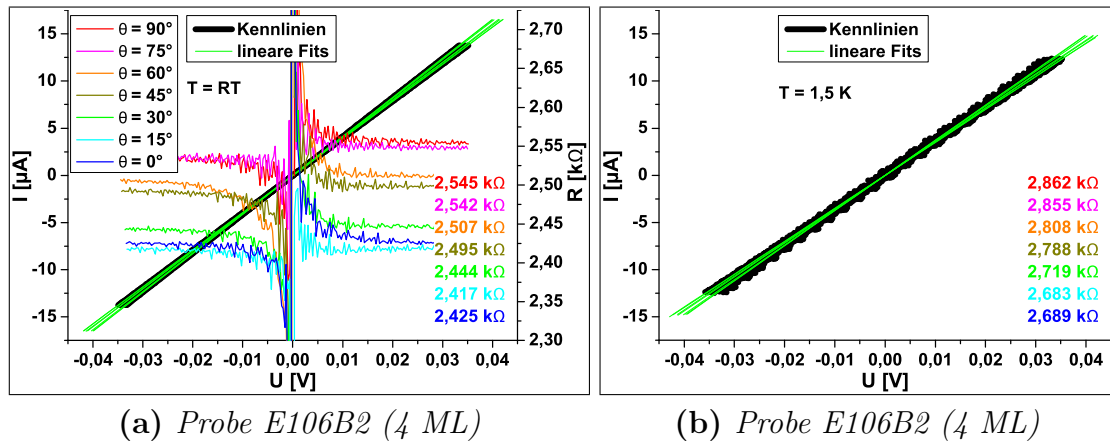 θ = 90°
θ = 75°
θ = 60°
θ = 45°
θ = 30°
θ = 15°
θ = 0°
Kennlinien
lineare Fits
T = RT
I [µA]
15
10
5
0
-5
-10
-15
R [kΩ]
2,70
2,65
2,60
2,55
2,50
2,45
2,40
2,35
2,30
2,545 kΩ
2,542 kΩ
2,507 kΩ
2,495 kΩ
2,444 kΩ
2,417 kΩ
2,425 kΩ
-0,04 -0,03 -0,02 -0,01 0,00 0,01 0,02 0,03 0,04
U [V]
(a) Probe E106B2 (4 ML)
Kennlinien
lineare Fits
T = 1,5 K
I [µA]
15
10
5
0
-5
-10
-15
2,862 kΩ
2,855 kΩ
2,808 kΩ
2,788 kΩ
2,719 kΩ
2,683 kΩ
2,689 kΩ
-0,04 -0,03 -0,02 -0,01 0,00 0,01 0,02 0,03 0,04
U [V]
(b) Probe E106B2 (4 ML)